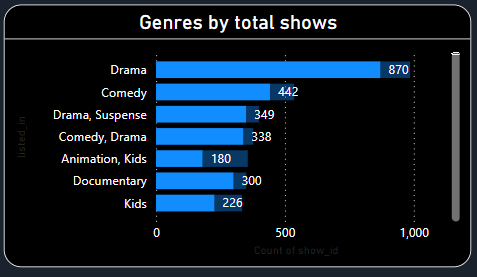 Genres by total shows
Drama 870
Comedy 442
Drama, Suspense 349
Comedy, Drama 338
Animation, Kids 180
Documentary 300
Kids 226
listed_in
0 500 1,000
Count of show_id